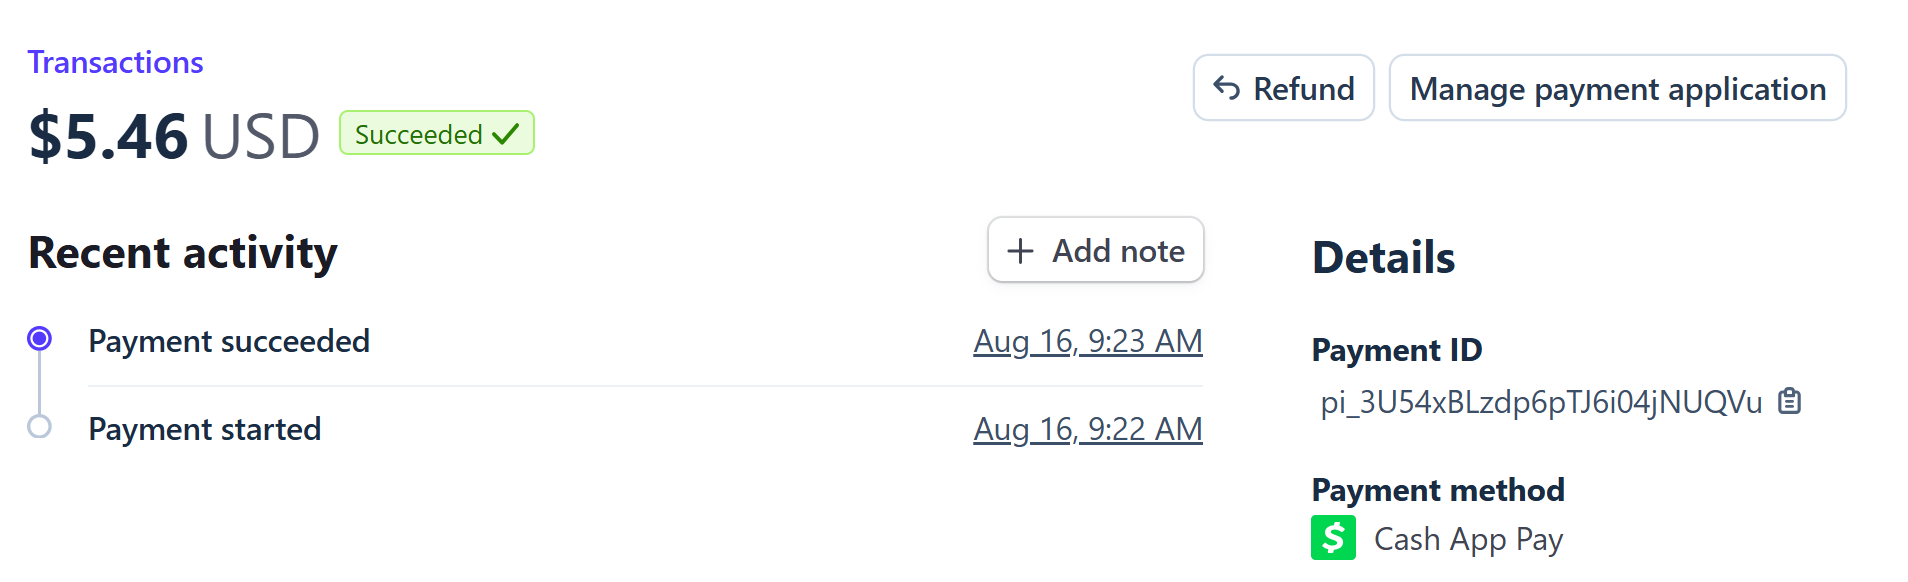 Transactions
$5.46 USD Succeeded
Refund
Manage payment application
Recent activity
Add note
Payment succeeded Aug 16, 9:23 AM
Payment started Aug 16, 9:22 AM
Details
Payment ID
pi_3U54xBLzdp6pTJ6i04jNUQVu
Payment method
Cash App Pay